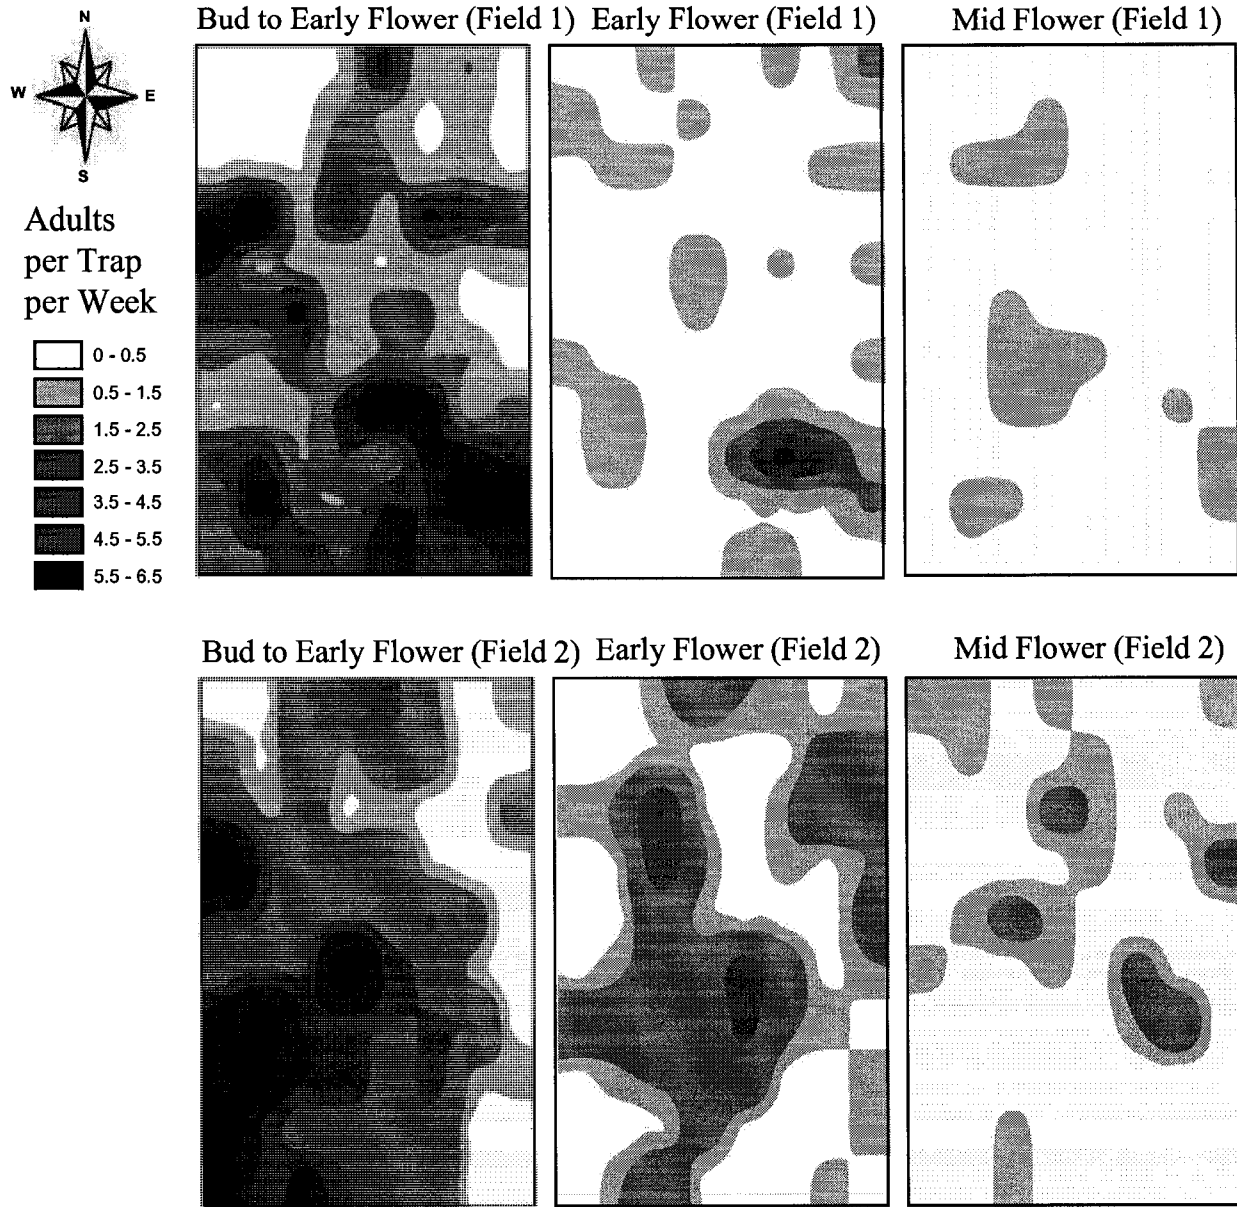 Bud to Early Flower (Field 1) Early Flower (Field 1) Mid Flower (Field 1)
N
W E
S
Adults
per Trap
per Week
0 - 0.5
0.5 - 1.5
1.5 - 2.5
2.5 - 3.5
3.5 - 4.5
4.5 - 5.5
5.5 - 6.5
Bud to Early Flower (Field 2) Early Flower (Field 2) Mid Flower (Field 2)